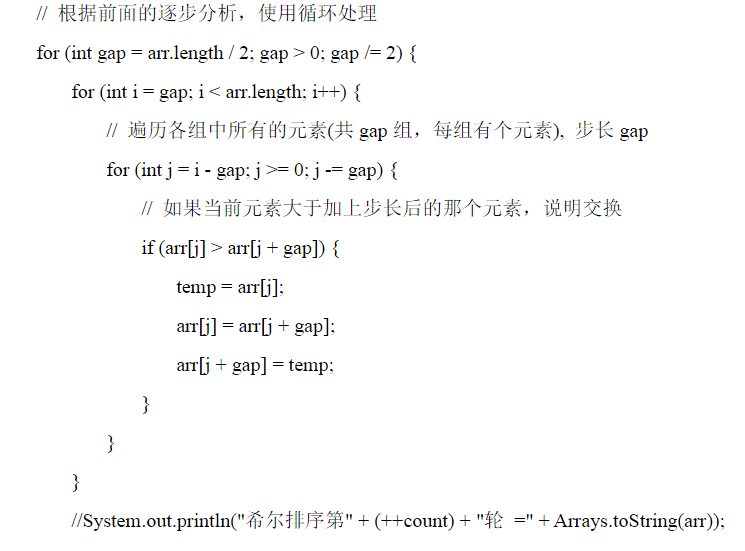 // 根据前面的逐步分析，使用循环处理
for (int gap = arr.length / 2; gap > 0; gap /= 2) {
for (int i = gap; i < arr.length; i++) {
// 遍历各组中所有的元素(共 gap 组，每组有个元素), 步长 gap
for (int j = i - gap; j >= 0; j -= gap) {
// 如果当前元素大于加上步长后的那个元素，说明交换
if (arr[j] > arr[j + gap]) {
temp = arr[j];
arr[j] = arr[j + gap];
arr[j + gap] = temp;
}
}
}
//System.out.println("希尔排序第" + (++count) + "轮 =" + Arrays.toString(arr));